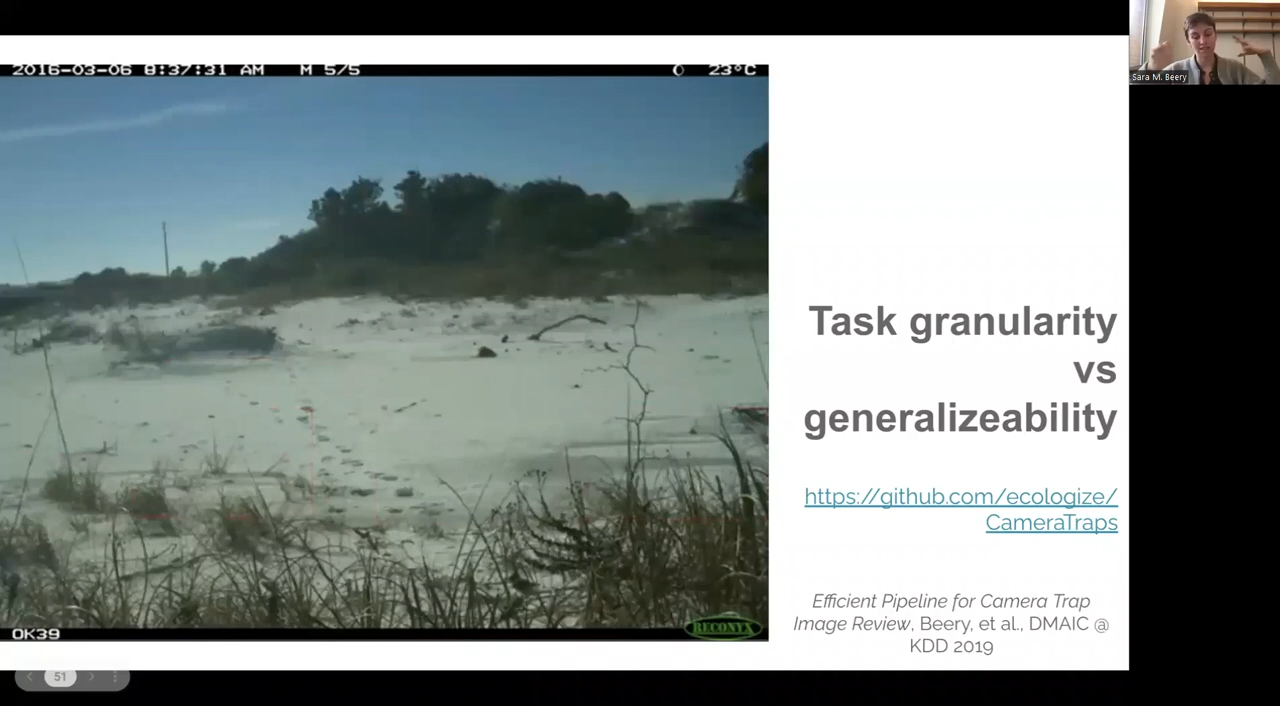 2016-03-06 8:37:31 AM M 5/5 23°C
Sara M. Beery
Task granularity
vs
generalizeability
https://github.com/ecologize/
CameraTraps
Efficient Pipeline for Camera Trap
Image Review, Beery, et al., DMAIC @
KDD 2019
RECONYX
OK39
51